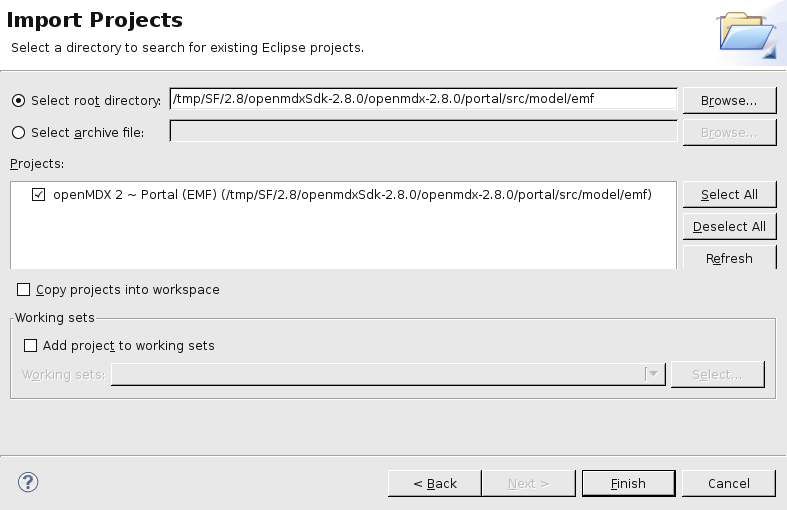 Import Projects
Select a directory to search for existing Eclipse projects.
Select root directory: /tmp/SF/2.8/openmdxSdk-2.8.0/openmdx-2.8.0/portal/src/model/emf Browse...
Select archive file: Browse...
Projects:
openMDX 2 ~ Portal (EMF) (/tmp/SF/2.8/openmdxSdk-2.8.0/openmdx-2.8.0/portal/src/model/emf)
Select All
Deselect All
Refresh
Copy projects into workspace
Working sets
Add project to working sets
Working sets: Select...
? < Back Next > Finish Cancel